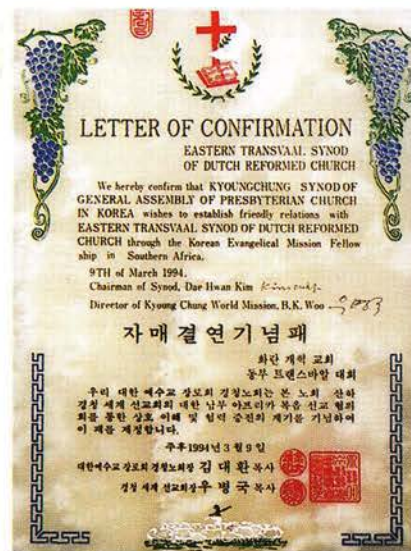 LETTER OF CONFIRMATION
EASTERN TRANSVAAL SYNOD
OF DUTCH REFORMED CHURCH
We hereby confirm that KYOUNGCHUNG SYNOD OF
GENERAL ASSEMBLY OF PRESBYTERIAN CHURCH
IN KOREA wishes to establish friendly relations with
EASTERN TRANSVAAL SYNOD OF DUTCH REFORMED
CHURCH through the Korean Evangelical Mission Fellow
ship in Southern Africa.
9TH of March 1994.
Chairman of Synod, Dae Hwan Kim
Director of Kyoung Chung World Mission, B.K. Woo
자매결연기념패
화란 개혁 교회
동부 트랜스바알 대회
우리 대한 예수교 장로회 경청노회는 본 노회 산하
경청 세계 선교회의 대한 남부 아프리카 복음 선교 협의
회를 통한 상호 이해 및 협력 증진의 계기를 기념하여
이 패를 제정합니다.
주후 1994년 3월 9일
대한예수교 장로회 경청노회장 김대환 목사
경청 세계 선교회장 우병국 목사